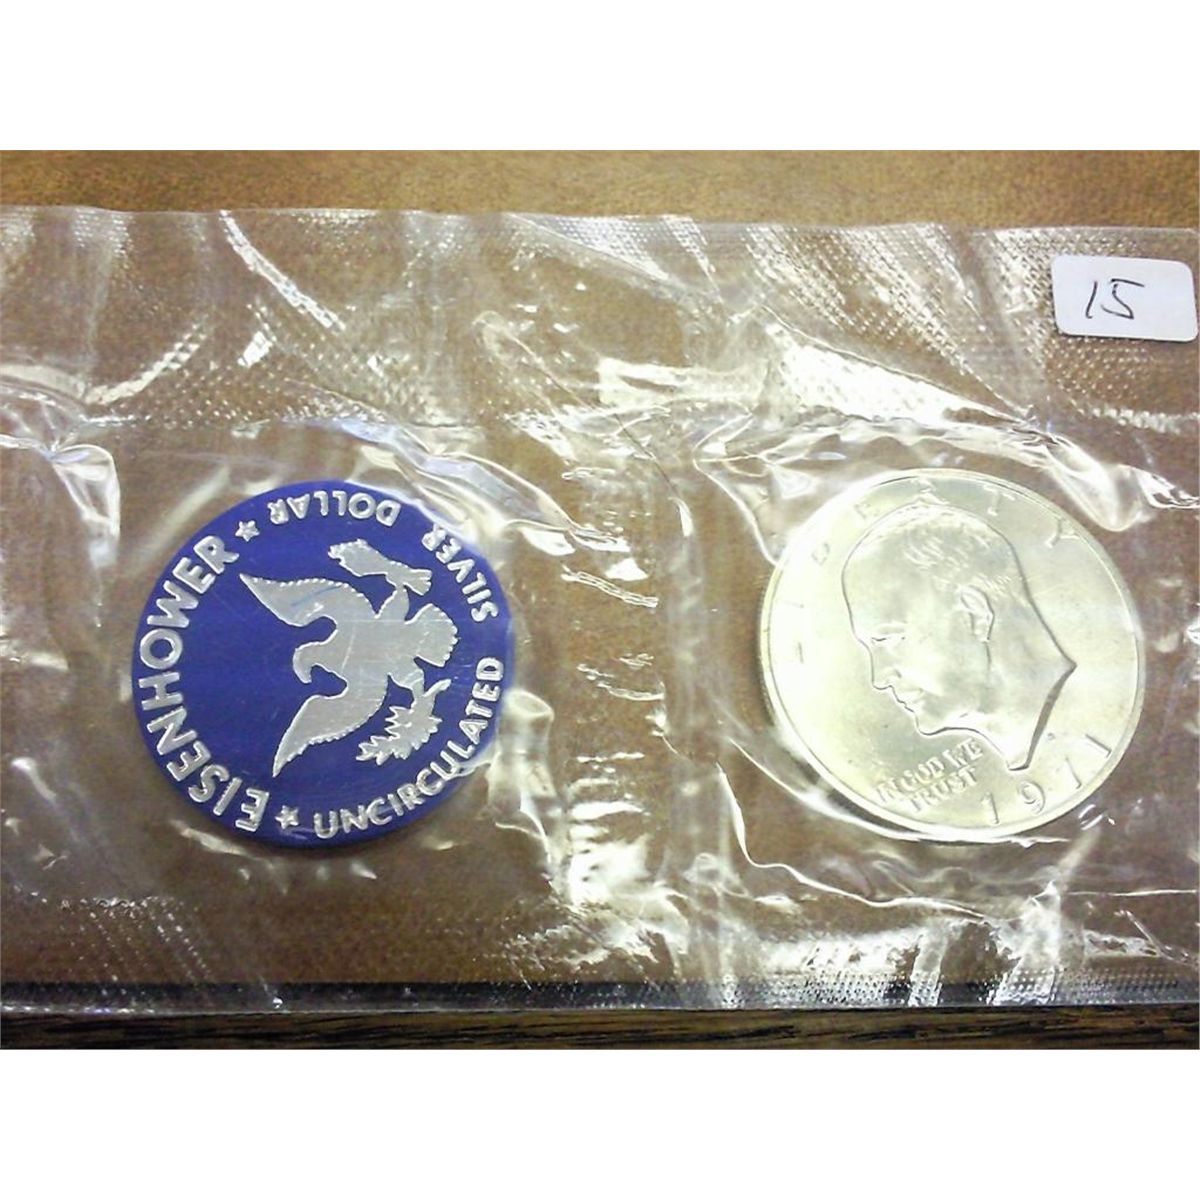 15
EISENHOWER
★ UNCIRCULATED SILVER DOLLAR ★
LIBERTY
IN GOD WE
TRUST
1971